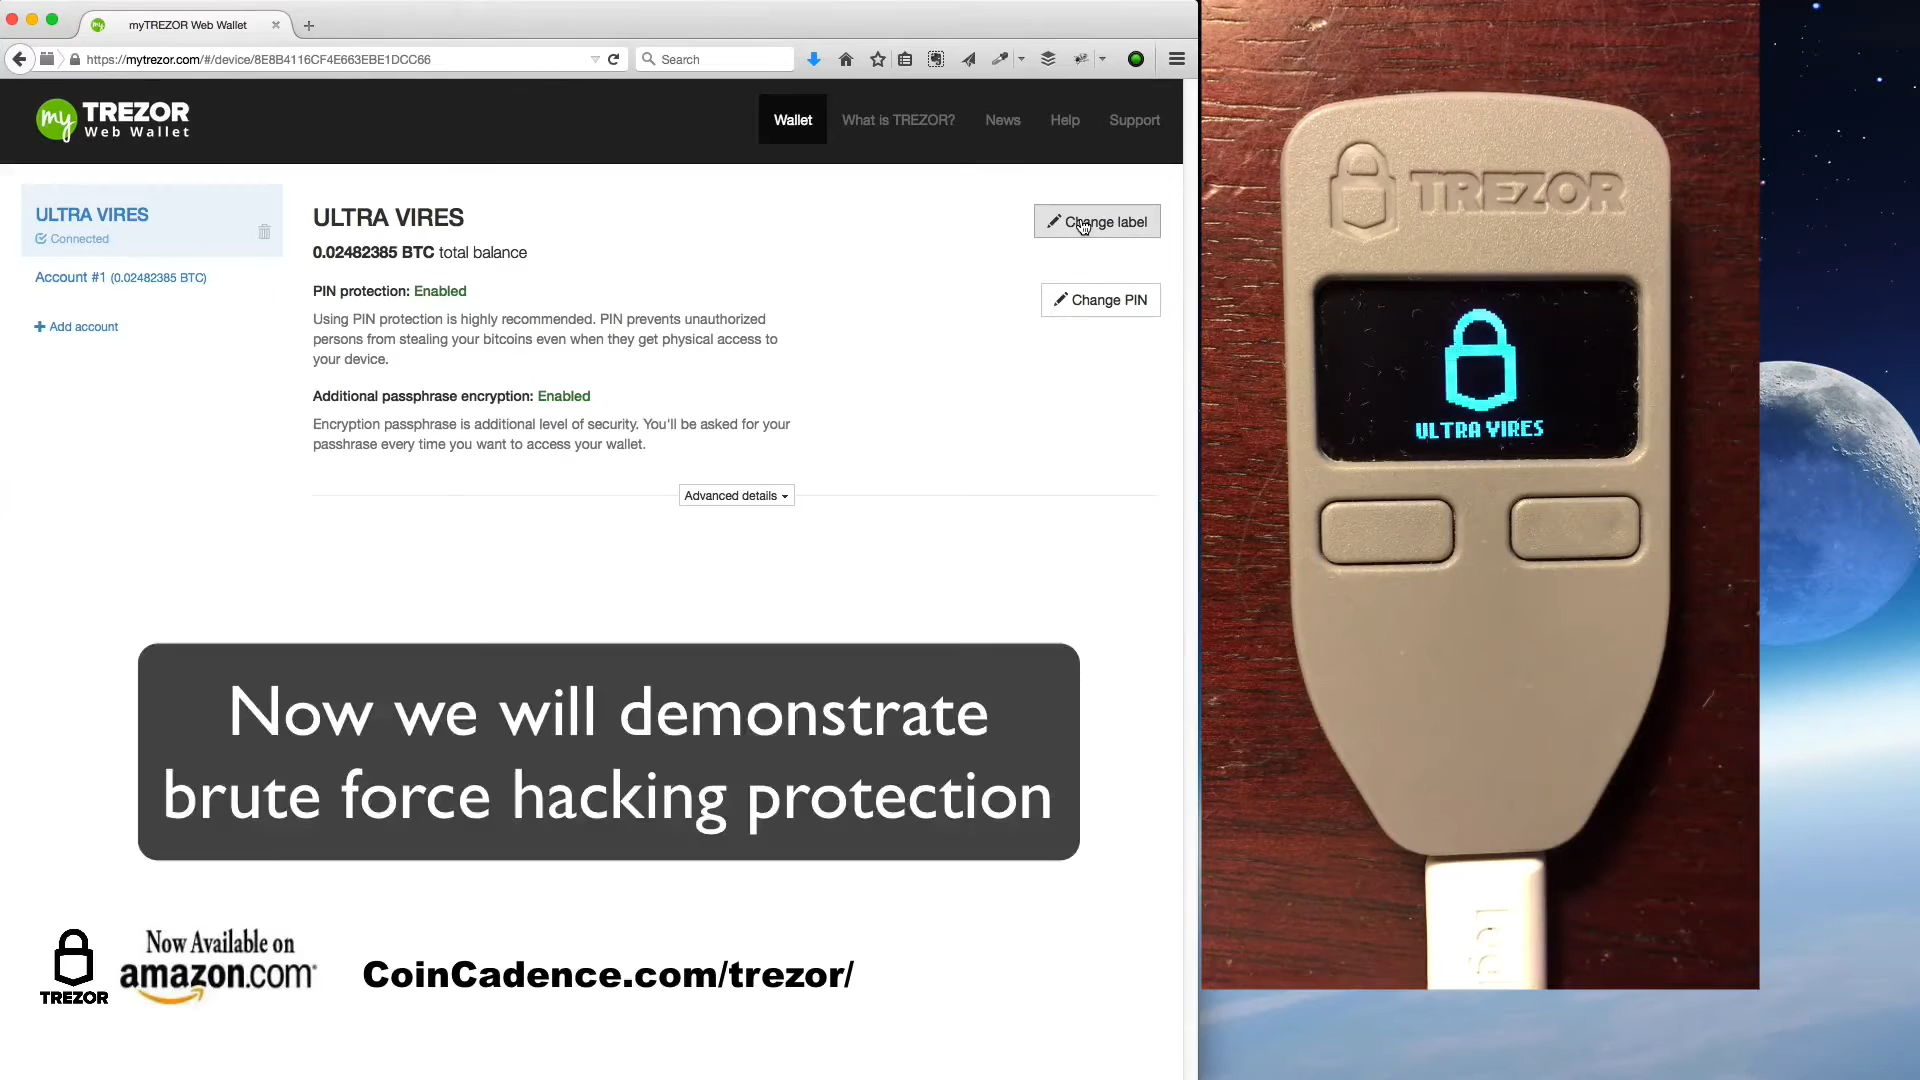 myTREZOR Web Wallet
https://mytrezor.com/#/device/8E8B4116CF4E663EBE1DCC66
Search
my TREZOR
Web Wallet
Wallet
What is TREZOR?
News
Help
Support
ULTRA VIRES
Connected
Account #1 (0.02482385 BTC)
Add account
ULTRA VIRES
0.02482385 BTC total balance
Change label
PIN protection: Enabled
Change PIN
Using PIN protection is highly recommended. PIN prevents unauthorized
persons from stealing your bitcoins even when they get physical access to
your device.
Additional passphrase encryption: Enabled
Encryption passphrase is additional level of security. You'll be asked for your
passhrase every time you want to access your wallet.
Advanced details
Now we will demonstrate
brute force hacking protection
TREZOR
Now Available on
amazon.com
CoinCadence.com/trezor/
TREZOR
ULTRA VIRES